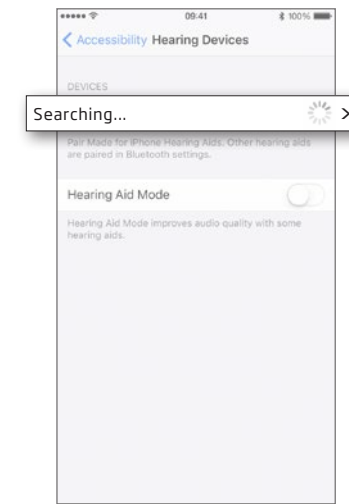 09:41 100%
Accessibility Hearing Devices
DEVICES
Searching...
Pair Made for iPhone Hearing Aids. Other hearing aids
are paired in Bluetooth settings.
Hearing Aid Mode
Hearing Aid Mode improves audio quality with some
hearing aids.